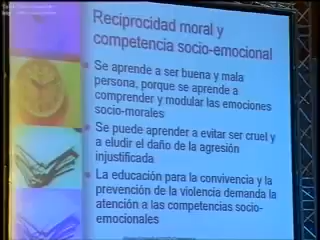 Reciprocidad moral y
competencia socio-emocional
Se aprende a ser buena y mala
persona, porque se aprende a
comprender y modular las emociones
socio-morales
Se puede aprender a evitar ser cruel y
a eludir el daño de la agresión
injustificada
La educación para la convivencia y la
prevención de la violencia demanda la
atención a las competencias socio-
emocionales